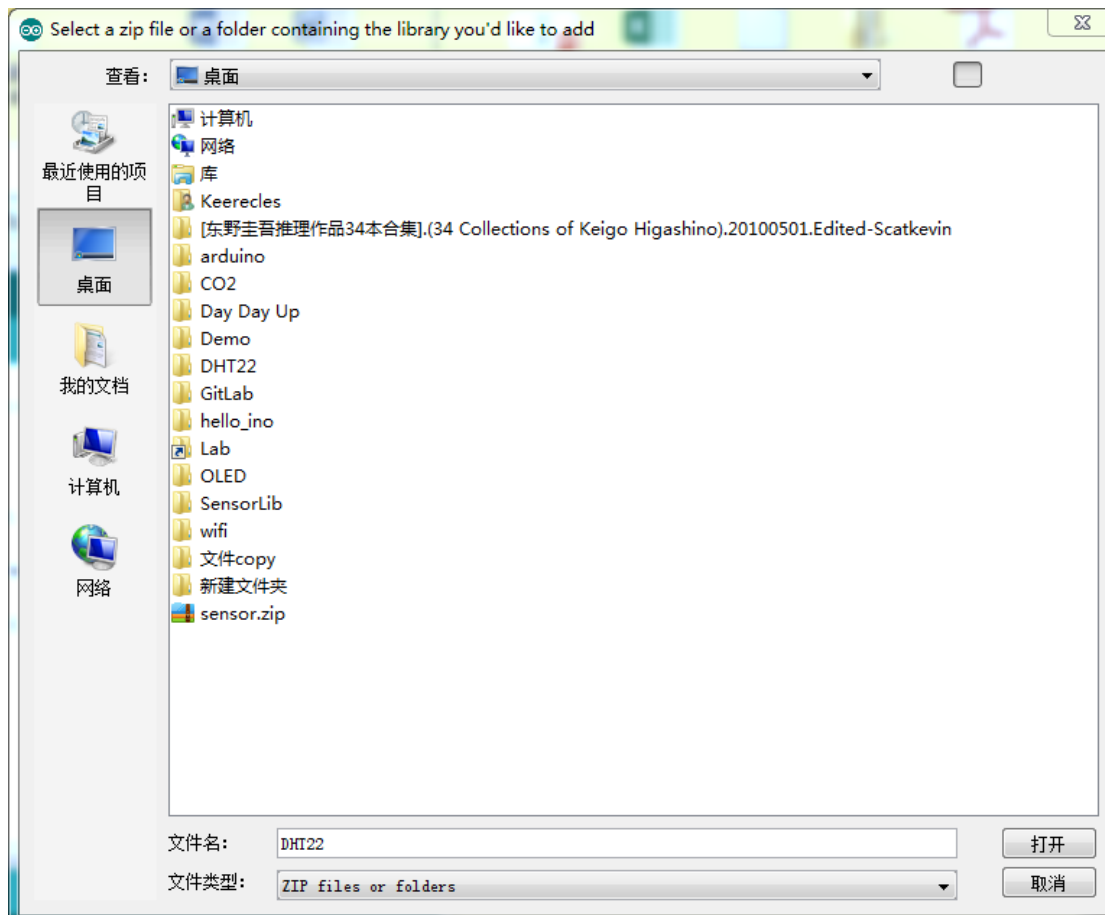 Select a zip file or a folder containing the library you'd like to add
查看:
桌面
最近使用的项
目
桌面
我的文档
计算机
网络
计算机
网络
库
Keerecles
[东野圭吾推理作品34本合集].(34 Collections of Keigo Higashino).20100501.Edited-Scatkevin
arduino
CO2
Day Day Up
Demo
DHT22
GitLab
hello_ino
Lab
OLED
SensorLib
wifi
文件copy
新建文件夹
sensor.zip
文件名:
DHT22
打开
文件类型:
ZIP files or folders
取消